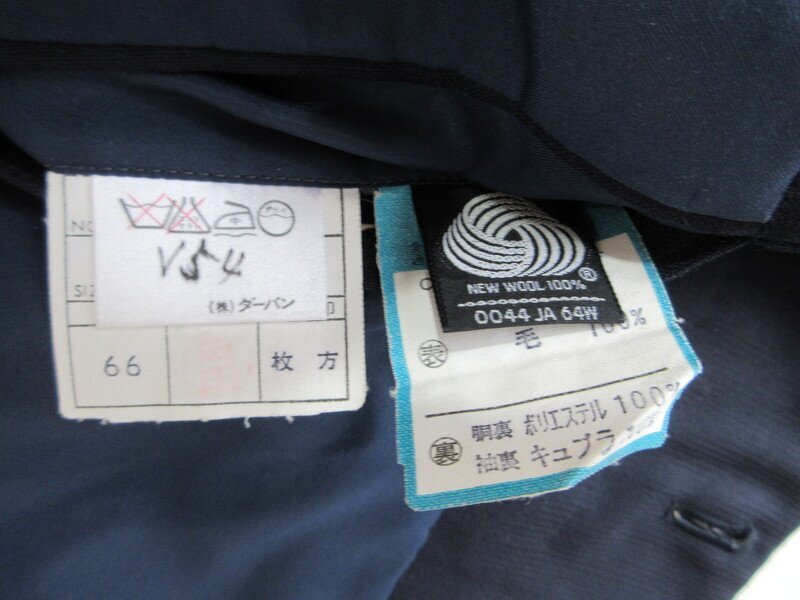 V54
(株)ダーバン
66
枚方
NEW WOOL 100%
0044 JA 64W
表 毛 100%
裏 胴裏 ポリエステル 100%
袖裏 キュプラ